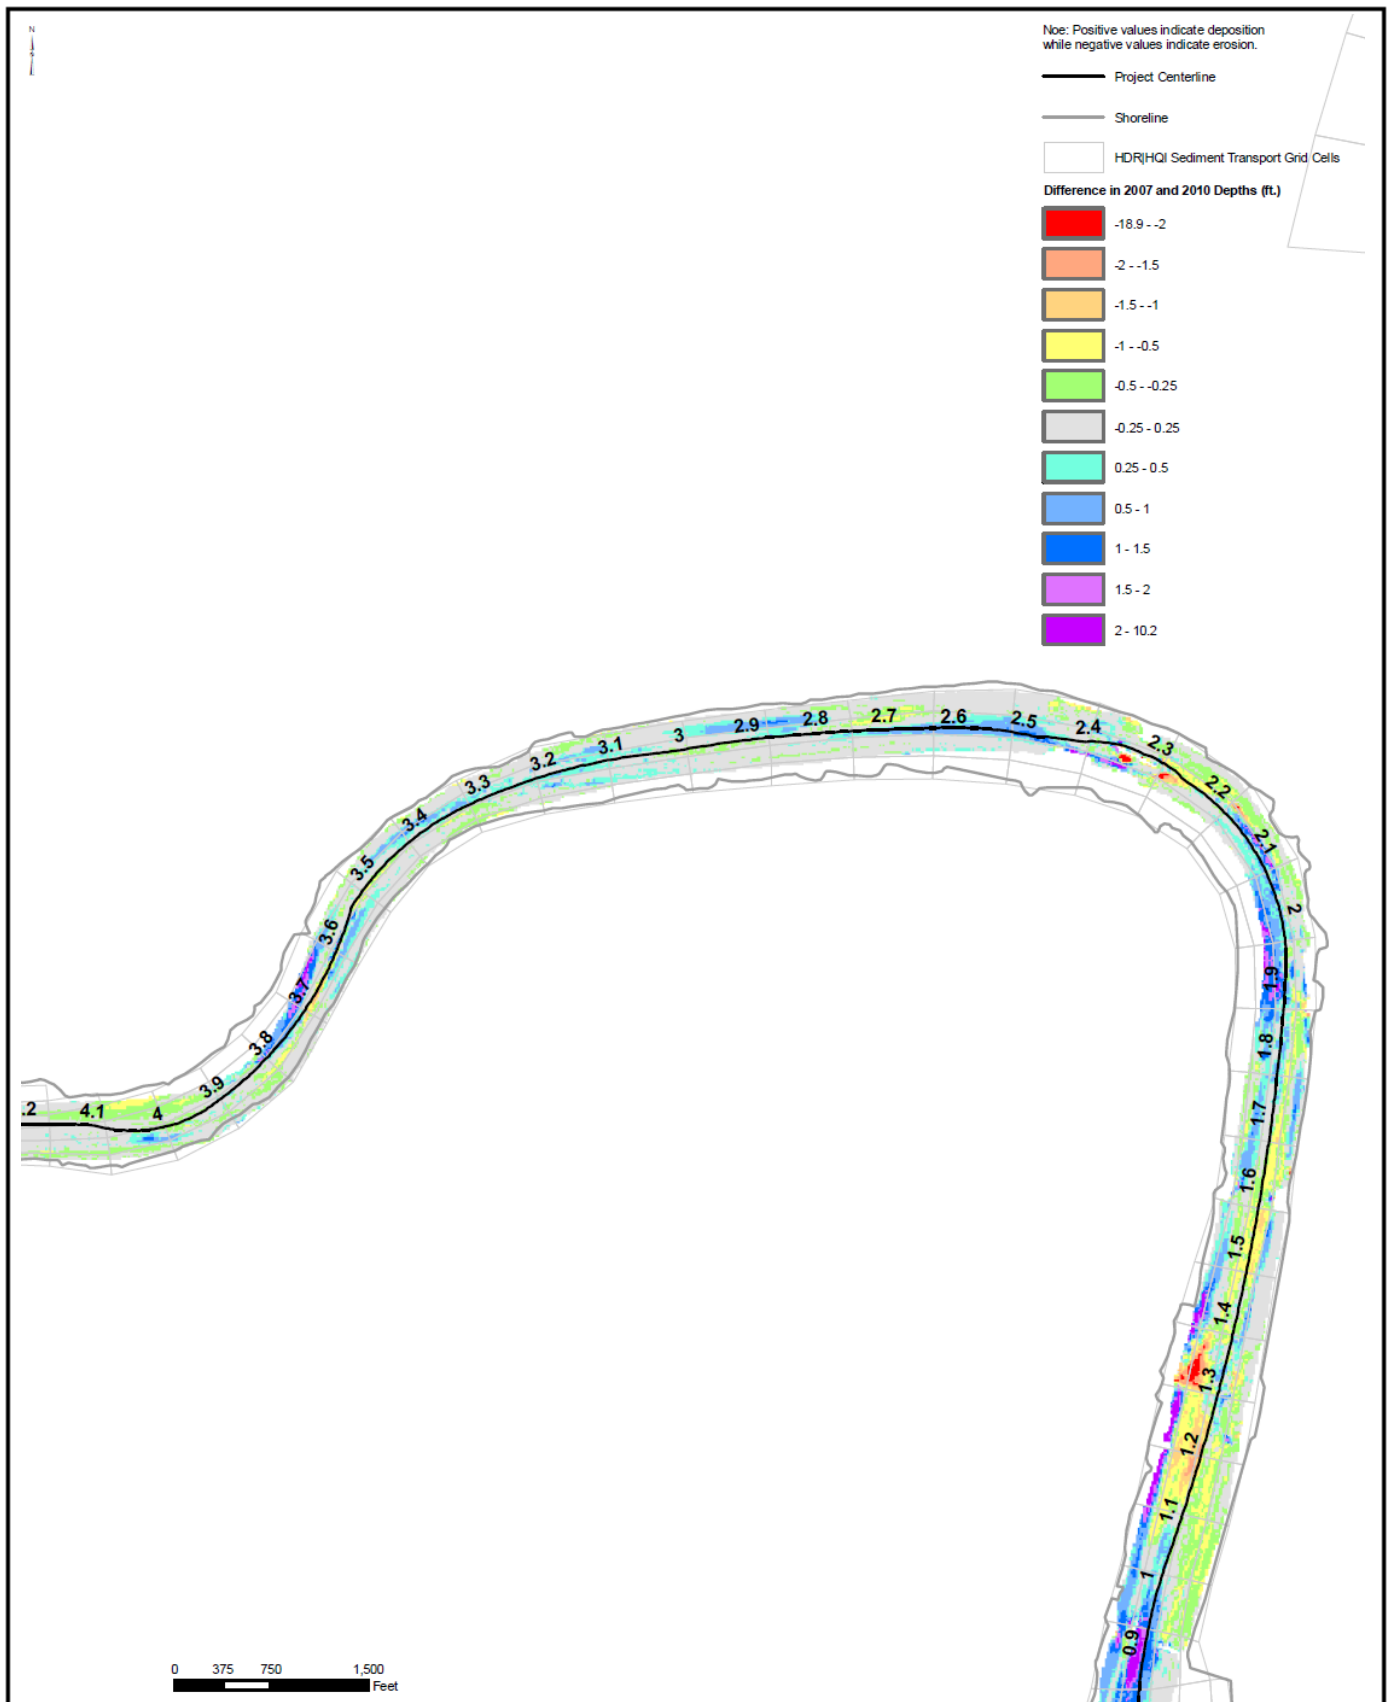 N
S
Noe: Positive values indicate deposition
while negative values indicate erosion.
Project Centerline
Shoreline
HDR|HQI Sediment Transport Grid Cells
Difference in 2007 and 2010 Depths (ft.)
-18.9 - -2
-2 - -1.5
-1.5 - -1
-1 - -0.5
-0.5 - -0.25
-0.25 - 0.25
0.25 - 0.5
0.5 - 1
1 - 1.5
1.5 - 2
2 - 10.2
.2
4.1
4
3.9
3.8
3.7
3.6
3.5
3.4
3.3
3.2
3.1
3
2.9
2.8
2.7
2.6
2.5
2.4
2.3
2.2
2.1
2
1.9
1.8
1.7
1.6
1.5
1.4
1.3
1.2
1.1
1
0.9
0 375 750 1,500
Feet